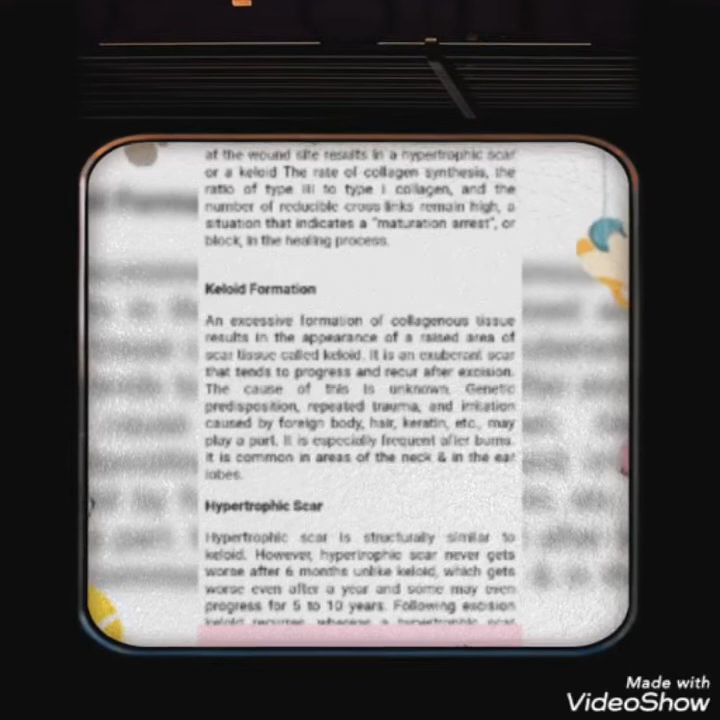 at the wound site results in a hypertrophic scar
or a keloid The rate of collagen synthesis, the
ratio of type III to type I collagen, and the
number of reducible cross-links remain high, a
situation that indicates a "maturation arrest", or
block, in the healing process.
Keloid Formation
An excessive formation of collagenous tissue
results in the appearance of a raised area of
scar tissue called keloid. It is an exuberant scar
that tends to progress and recur after excision.
The cause of this is unknown. Genetic
predisposition, repeated trauma, and irritation
caused by foreign body, hair, keratin, etc., may
play a part. It is especially frequent after burns.
It is common in areas of the neck & in the ear
lobes.
Hypertrophic Scar
Hypertrophic scar is structurally similar to
keloid. However, hypertrophic scar never gets
worse after 6 months unlike keloid, which gets
worse even after a year and some may even
progress for 5 to 10 years. Following excision
keloid recurres, whereas a hypertrophic scar
Made with
VideoShow